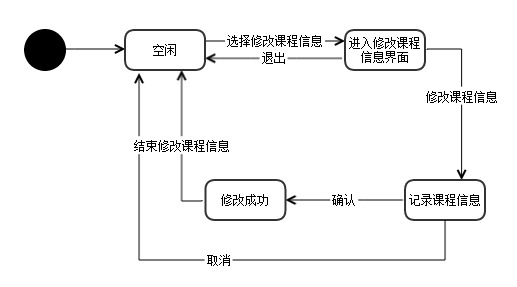 空闲
选择修改课程信息
退出
进入修改课程
信息界面
修改课程信息
结束修改课程信息
修改成功
确认
记录课程信息
取消